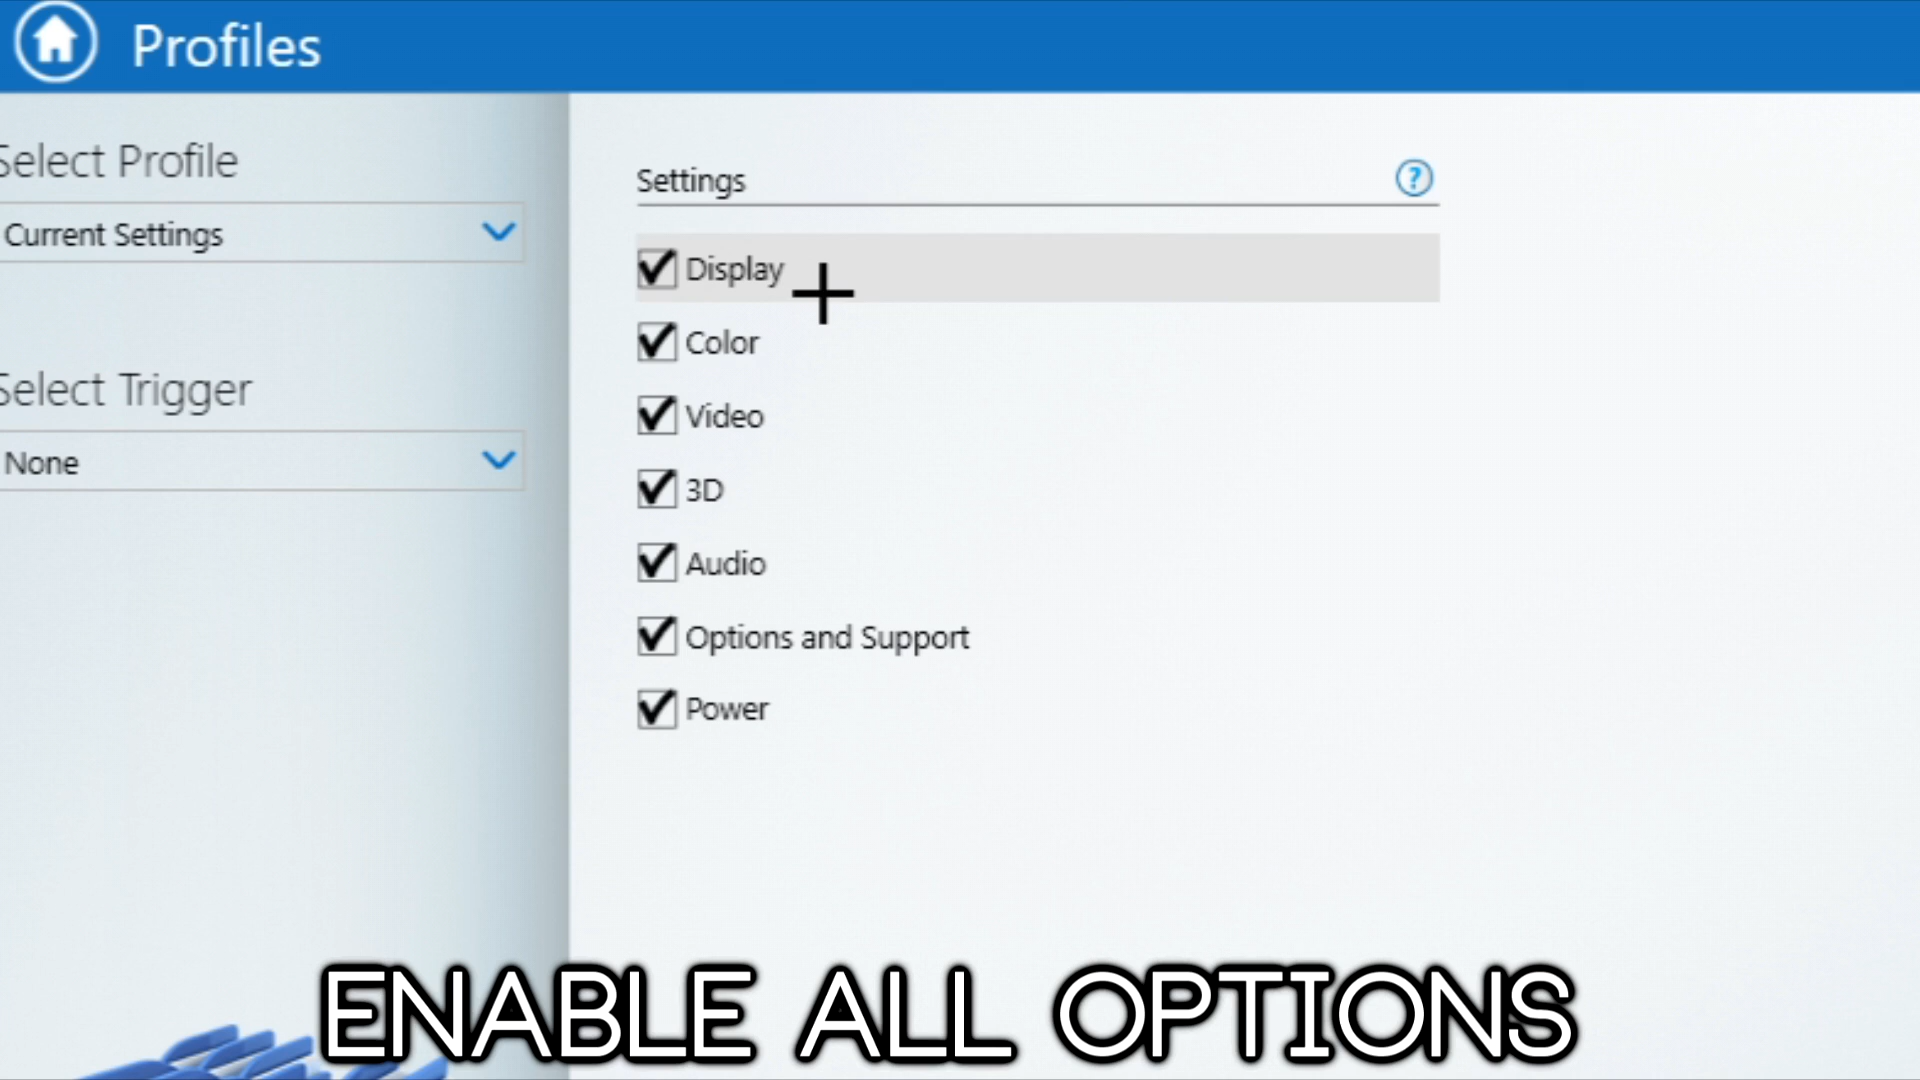 Profiles
Select Profile
Current Settings
Select Trigger
None
Settings
?
Display
Color
Video
3D
Audio
Options and Support
Power
ENABLE ALL OPTIONS